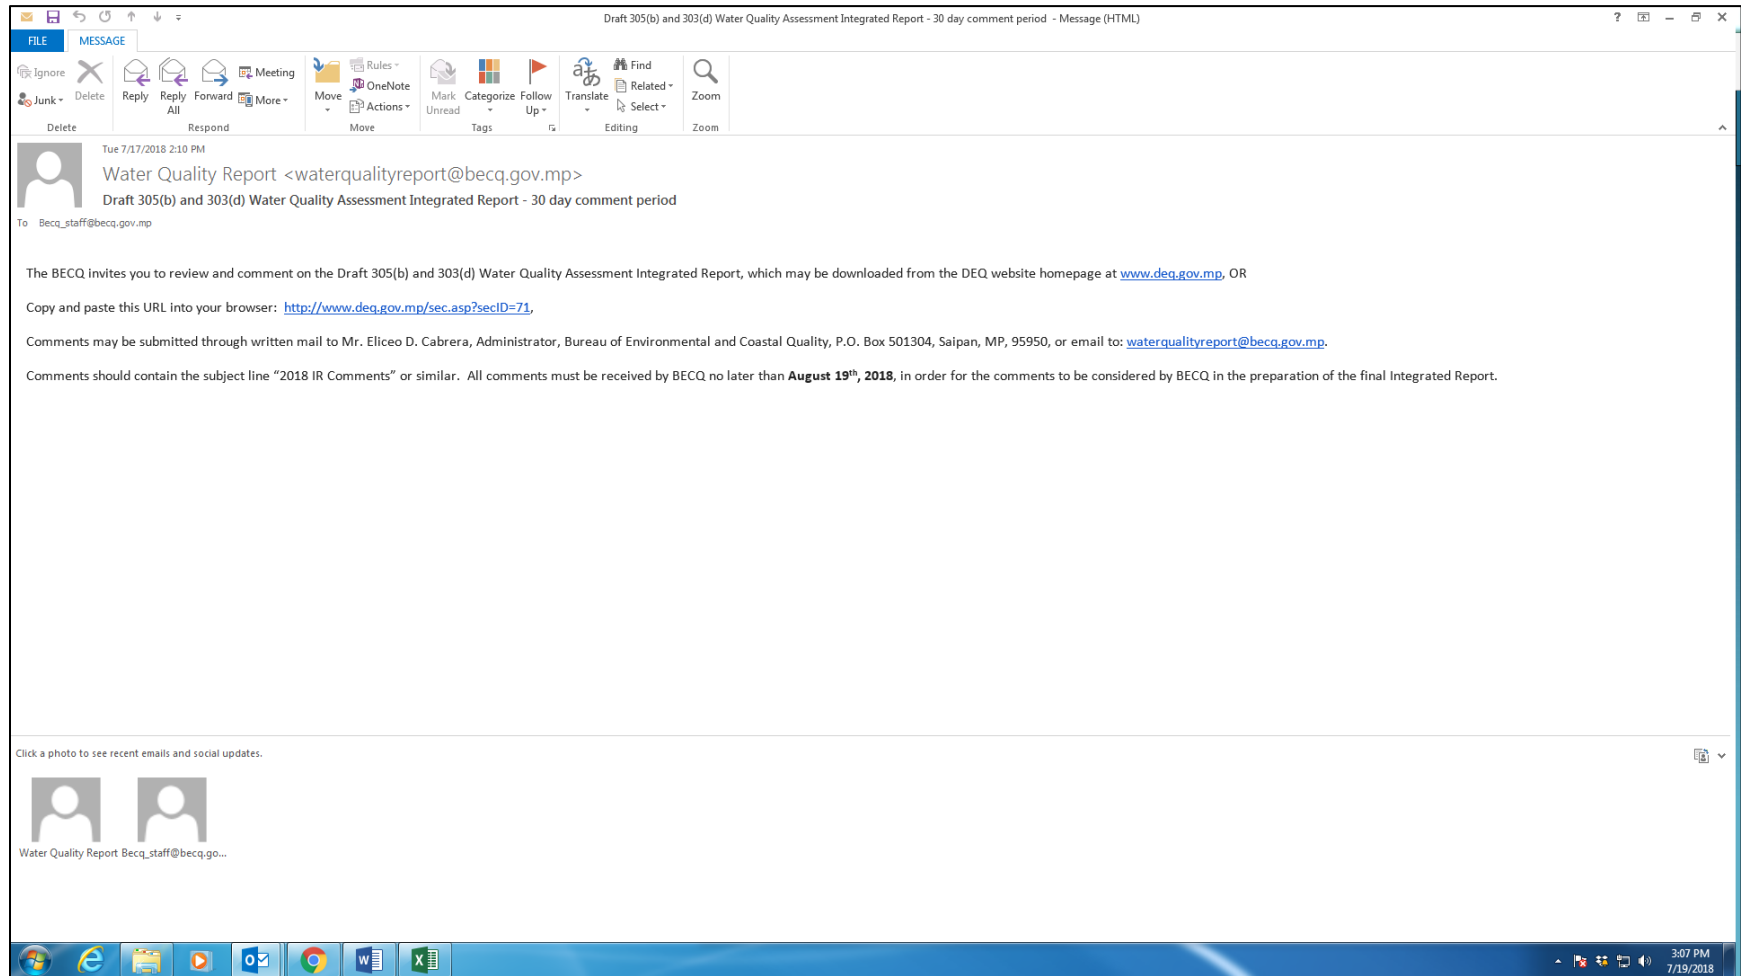 Draft 305(b) and 303(d) Water Quality Assessment Integrated Report - 30 day comment period - Message (HTML)
FILE MESSAGE
Ignore
Junk
Delete
Reply
Reply All
Forward
Meeting
More
Move
Rules
OneNote
Actions
Mark Unread
Categorize
Follow Up
Translate
Find
Related
Select
Zoom
Delete Respond Move Tags Editing Zoom
Tue 7/17/2018 2:10 PM
Water Quality Report <waterqualityreport@becq.gov.mp>
Draft 305(b) and 303(d) Water Quality Assessment Integrated Report - 30 day comment period
To Becq_staff@becq.gov.mp
The BECQ invites you to review and comment on the Draft 305(b) and 303(d) Water Quality Assessment Integrated Report, which may be downloaded from the DEQ website homepage at www.deq.gov.mp, OR
Copy and paste this URL into your browser: http://www.deq.gov.mp/sec.asp?secID=71,
Comments may be submitted through written mail to Mr. Eliceo D. Cabrera, Administrator, Bureau of Environmental and Coastal Quality, P.O. Box 501304, Saipan, MP, 95950, or email to: waterqualityreport@becq.gov.mp.
Comments should contain the subject line “2018 IR Comments” or similar. All comments must be received by BECQ no later than August 19th, 2018, in order for the comments to be considered by BECQ in the preparation of the final Integrated Report.
Click a photo to see recent emails and social updates.
Water Quality Report Becq_staff@becq.go...
3:07 PM
7/19/2018